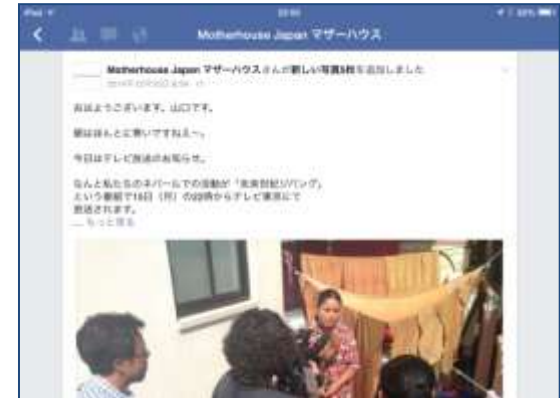 Motherhouse Japan マザーハウス
Motherhouse Japan マザーハウスさんが新しい写真5枚を追加しました
おはようございます、山口です。
朝はほんとに寒いですねえ〜。
今日はテレビ放送のお知らせ。
なんと私たちのネパールでの活動が「未来世紀ジパング」
という番組で15日（月）の22時からテレビ東京にて
放送されます。
... もっと見る